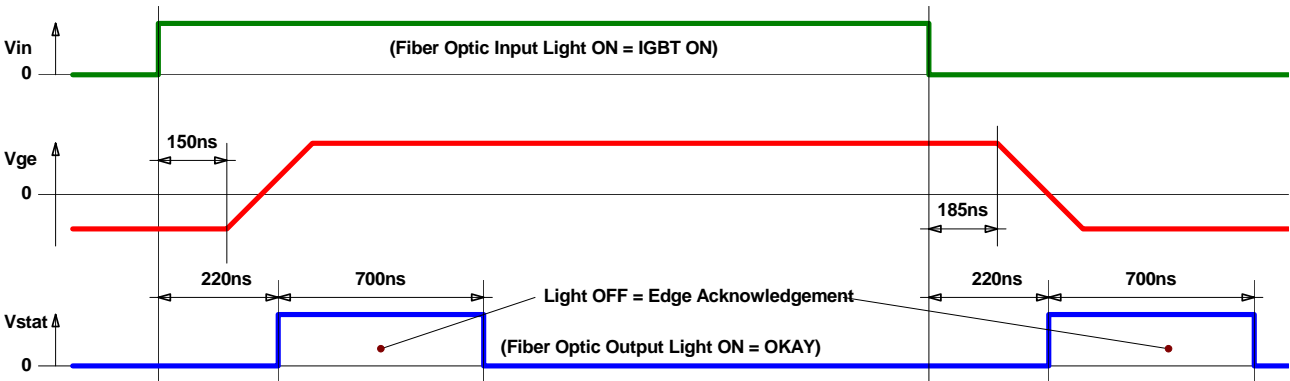 Vin
(Fiber Optic Input Light ON = IGBT ON)
0
150ns
Vge
0
185ns
220ns
700ns
Light OFF = Edge Acknowledgement
220ns
700ns
Vstat
(Fiber Optic Output Light ON = OKAY)
0